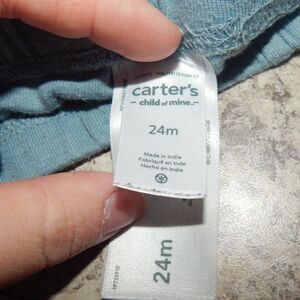 carter's
child of mine.
24m
Made in India
Fabriqué en Inde
Hecho en India
24m